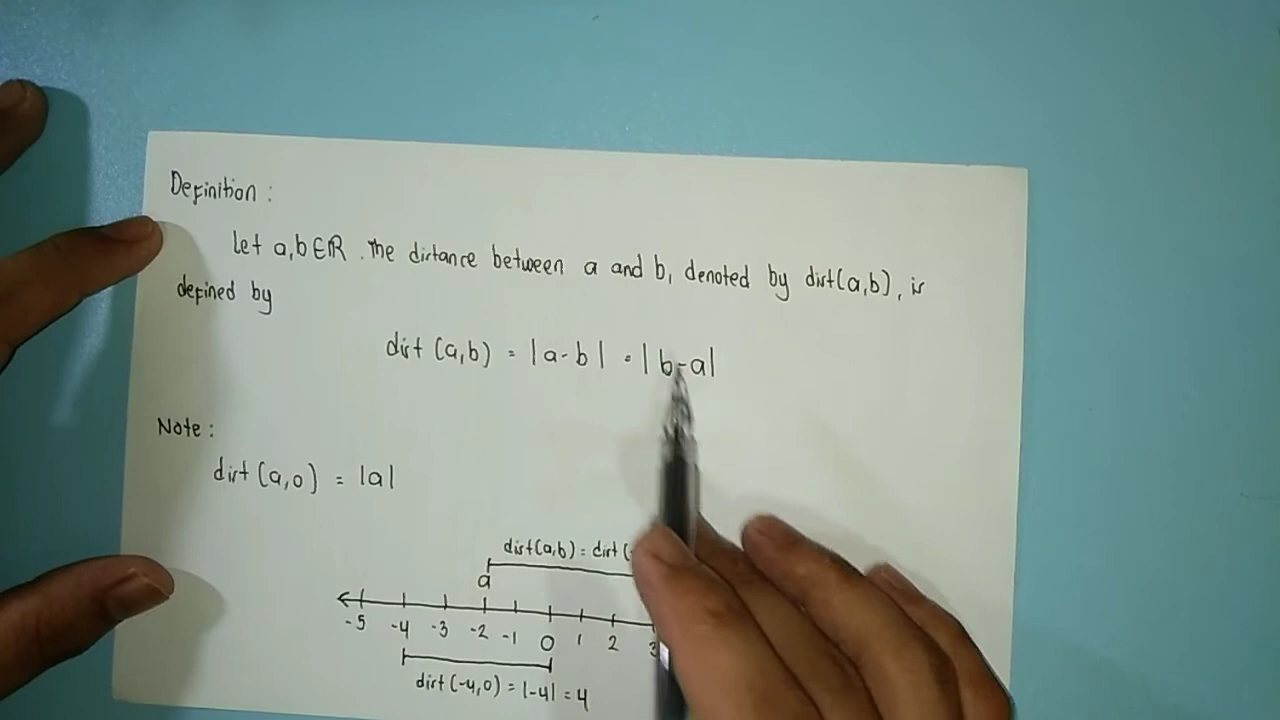 Definition :
Let a,b∈ℝ. The distance between a and b, denoted by dist(a,b), is
defined by
dist (a,b) = |a-b| = |b-a|
Note :
dist (a,0) = |a|
dist(a,b) = dist (
a
-5 -4 -3 -2 -1 0 1 2 3
dist (-4,0) = |-4| = 4